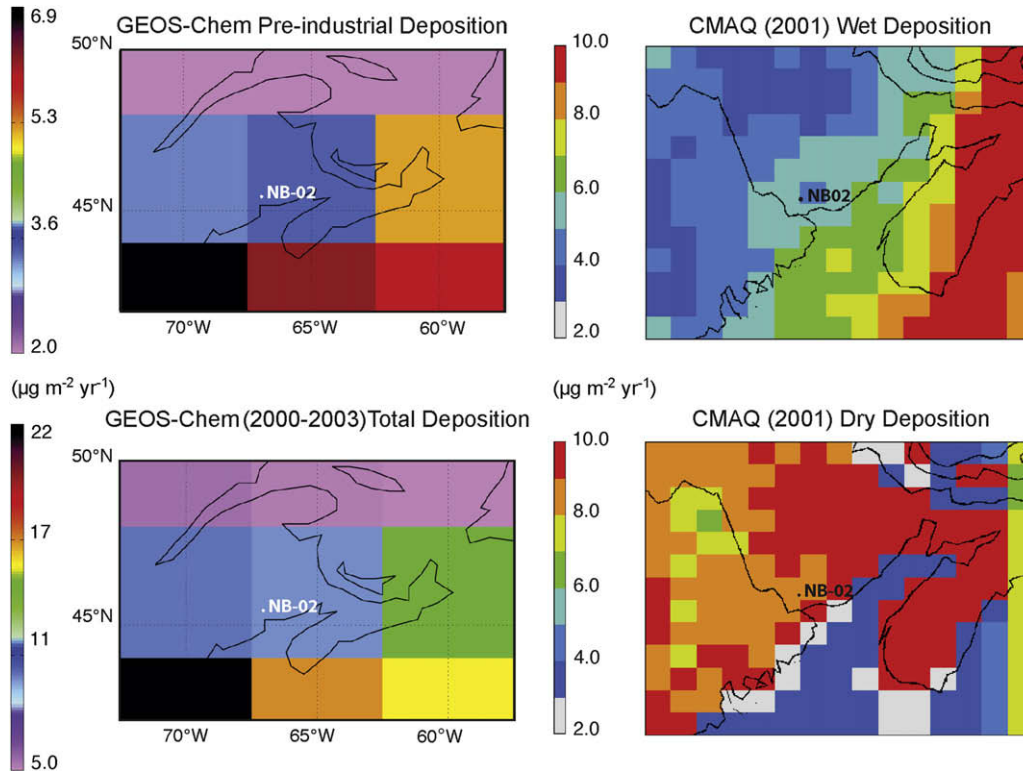 GEOS-Chem Pre-industrial Deposition
6.9
5.3
3.6
2.0
50°N
45°N
NB-02
70°W
65°W
60°W
CMAQ (2001) Wet Deposition
10.0
8.0
6.0
4.0
2.0
NB02
(µg m-2 yr-1)
GEOS-Chem (2000-2003)Total Deposition
22
17
11
5.0
50°N
45°N
NB-02
70°W
65°W
60°W
(µg m-2 yr-1)
CMAQ (2001) Dry Deposition
10.0
8.0
6.0
4.0
2.0
NB-02